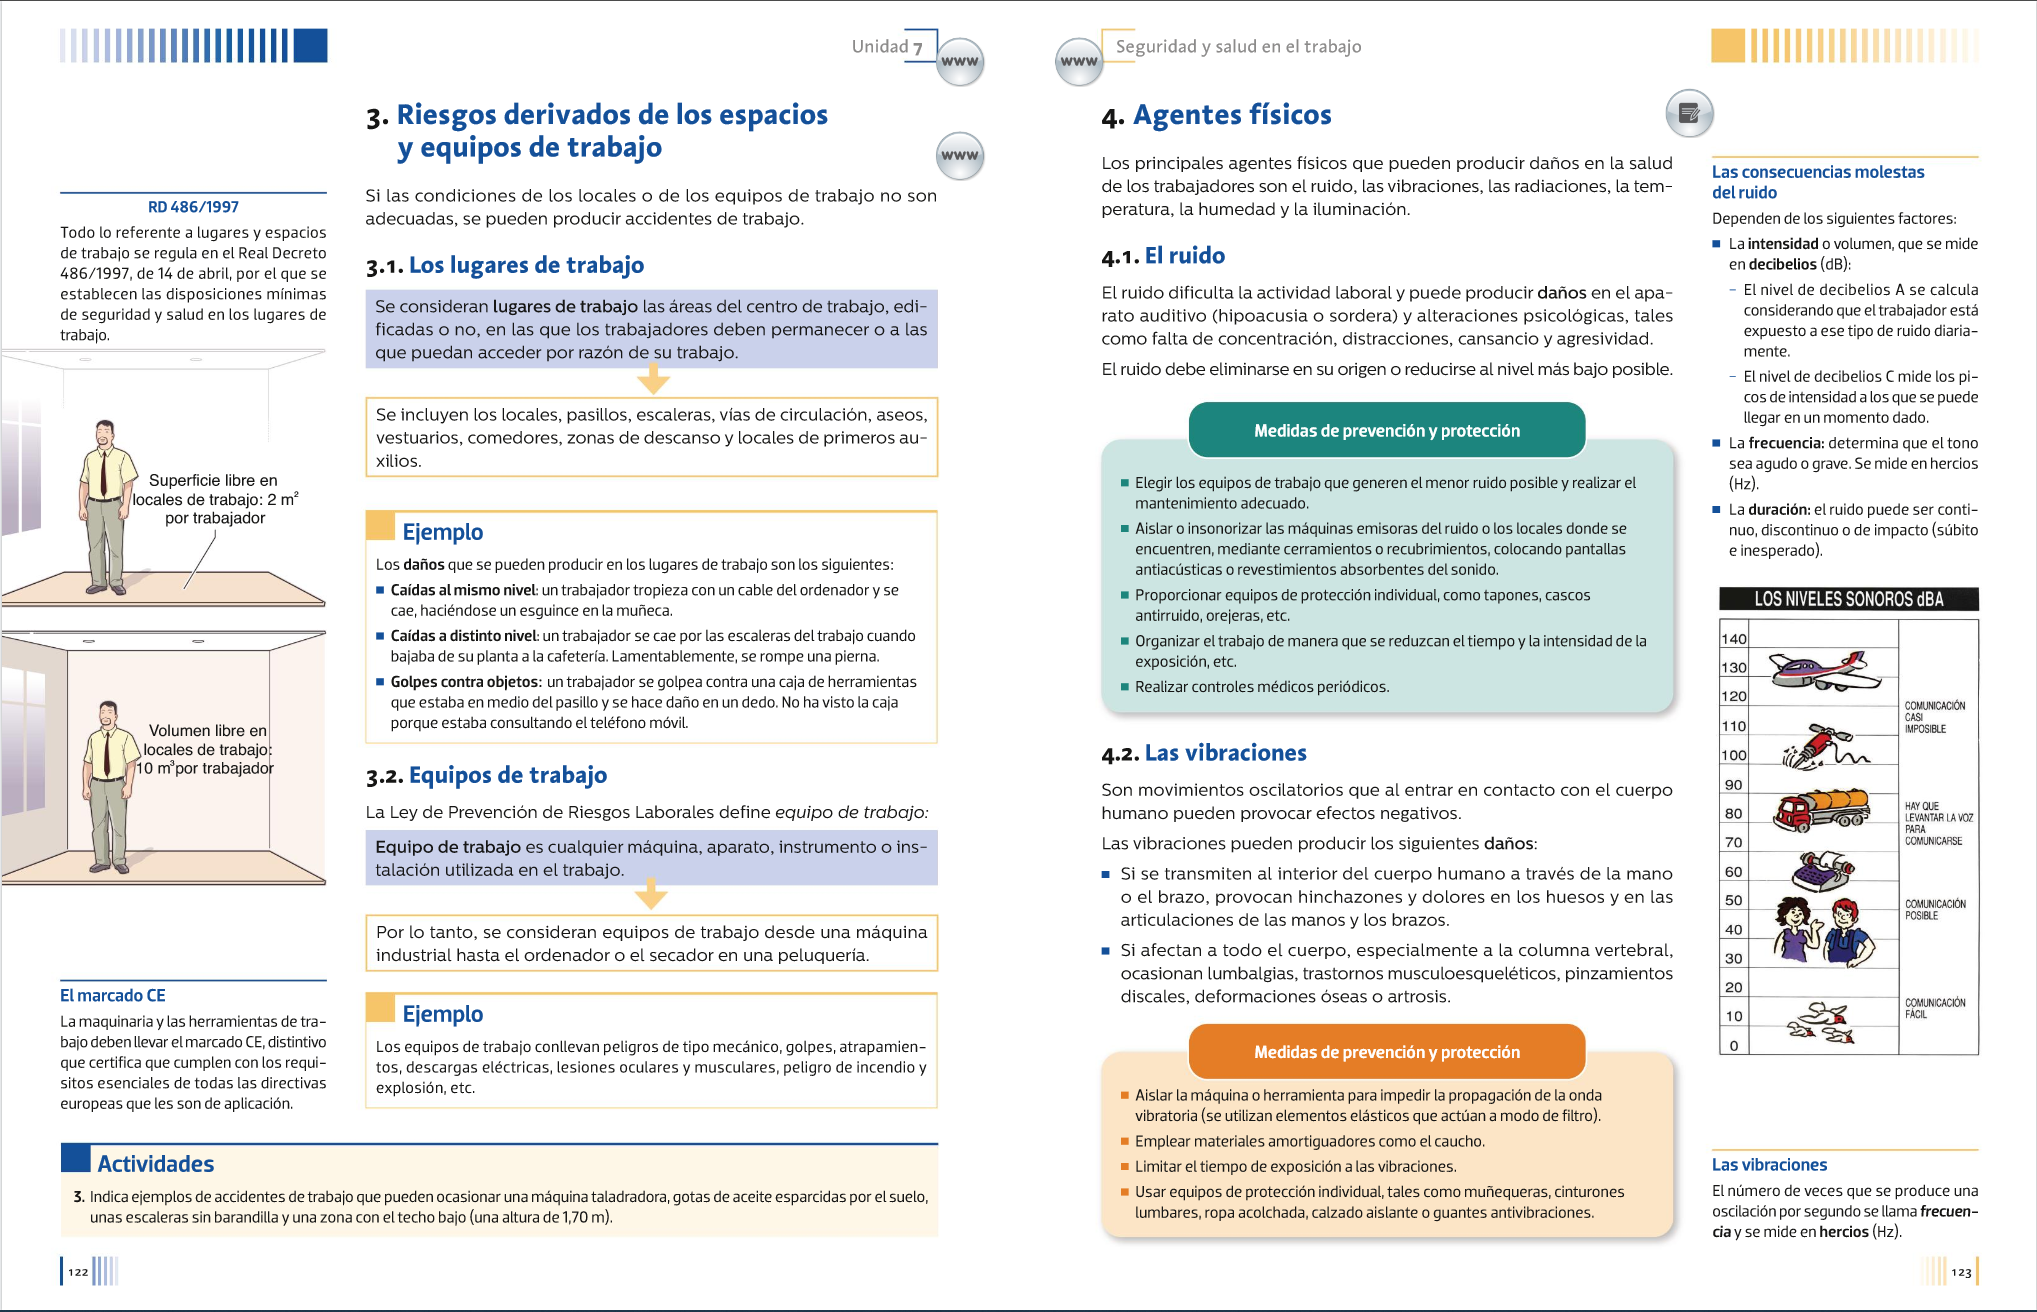 Unidad 7
www
3. Riesgos derivados de los espacios
y equipos de trabajo
www
RD 486/1997
Todo lo referente a lugares y espacios
de trabajo se regula en el Real Decreto
486/1997, de 14 de abril, por el que se
establecen las disposiciones mínimas
de seguridad y salud en los lugares de
trabajo.
Superficie libre en
locales de trabajo: 2 m²
por trabajador
Volumen libre en
locales de trabajo:
10 m³por trabajador
El marcado CE
La maquinaria y las herramientas de tra-
bajo deben llevar el marcado CE, distintivo
que certifica que cumplen con los requi-
sitos esenciales de todas las directivas
europeas que les son de aplicación.
Si las condiciones de los locales o de los equipos de trabajo no son
adecuadas, se pueden producir accidentes de trabajo.
3.1. Los lugares de trabajo
Se consideran lugares de trabajo las áreas del centro de trabajo, edi-
ficadas o no, en las que los trabajadores deben permanecer o a las
que puedan acceder por razón de su trabajo.
Se incluyen los locales, pasillos, escaleras, vías de circulación, aseos,
vestuarios, comedores, zonas de descanso y locales de primeros au-
xilios.
Ejemplo
Los daños que se pueden producir en los lugares de trabajo son los siguientes:
Caídas al mismo nivel: un trabajador tropieza con un cable del ordenador y se
cae, haciéndose un esguince en la muñeca.
Caídas a distinto nivel: un trabajador se cae por las escaleras del trabajo cuando
bajaba de su planta a la cafetería. Lamentablemente, se rompe una pierna.
Golpes contra objetos: un trabajador se golpea contra una caja de herramientas
que estaba en medio del pasillo y se hace daño en un dedo. No ha visto la caja
porque estaba consultando el teléfono móvil.
3.2. Equipos de trabajo
La Ley de Prevención de Riesgos Laborales define equipo de trabajo:
Equipo de trabajo es cualquier máquina, aparato, instrumento o ins-
talación utilizada en el trabajo.
Por lo tanto, se consideran equipos de trabajo desde una máquina
industrial hasta el ordenador o el secador en una peluquería.
Ejemplo
Los equipos de trabajo conllevan peligros de tipo mecánico, golpes, atrapamien-
tos, descargas eléctricas, lesiones oculares y musculares, peligro de incendio y
explosión, etc.
Actividades
3. Indica ejemplos de accidentes de trabajo que pueden ocasionar una máquina taladradora, gotas de aceite esparcidas por el suelo,
unas escaleras sin barandilla y una zona con el techo bajo (una altura de 1,70 m).
122
www
Seguridad y salud en el trabajo
4. Agentes físicos
Los principales agentes físicos que pueden producir daños en la salud
de los trabajadores son el ruido, las vibraciones, las radiaciones, la tem-
peratura, la humedad y la iluminación.
4.1. El ruido
El ruido dificulta la actividad laboral y puede producir daños en el apa-
rato auditivo (hipoacusia o sordera) y alteraciones psicológicas, tales
como falta de concentración, distracciones, cansancio y agresividad.
El ruido debe eliminarse en su origen o reducirse al nivel más bajo posible.
Medidas de prevención y protección
Elegir los equipos de trabajo que generen el menor ruido posible y realizar el
mantenimiento adecuado.
Aislar o insonorizar las máquinas emisoras del ruido o los locales donde se
encuentren, mediante cerramientos o recubrimientos, colocando pantallas
antiacústicas o revestimientos absorbentes del sonido.
Proporcionar equipos de protección individual, como tapones, cascos
antirruido, orejeras, etc.
Organizar el trabajo de manera que se reduzcan el tiempo y la intensidad de la
exposición, etc.
Realizar controles médicos periódicos.
4.2. Las vibraciones
Son movimientos oscilatorios que al entrar en contacto con el cuerpo
humano pueden provocar efectos negativos.
Las vibraciones pueden producir los siguientes daños:
Si se transmiten al interior del cuerpo humano a través de la mano
o el brazo, provocan hinchazones y dolores en los huesos y en las
articulaciones de las manos y los brazos.
Si afectan a todo el cuerpo, especialmente a la columna vertebral,
ocasionan lumbalgias, trastornos musculoesqueléticos, pinzamientos
discales, deformaciones óseas o artrosis.
Medidas de prevención y protección
Aislar la máquina o herramienta para impedir la propagación de la onda
vibratoria (se utilizan elementos elásticos que actúan a modo de filtro).
Emplear materiales amortiguadores como el caucho.
Limitar el tiempo de exposición a las vibraciones.
Usar equipos de protección individual, tales como muñequeras, cinturones
lumbares, ropa acolchada, calzado aislante o guantes antivibraciones.
Las consecuencias molestas
del ruido
Dependen de los siguientes factores:
La intensidad o volumen, que se mide
en decibelios (dB):
– El nivel de decibelios A se calcula
considerando que el trabajador está
expuesto a ese tipo de ruido diaria-
mente.
– El nivel de decibelios C mide los pi-
cos de intensidad a los que se puede
llegar en un momento dado.
La frecuencia: determina que el tono
sea agudo o grave. Se mide en hercios
(Hz).
La duración: el ruido puede ser conti-
nuo, discontinuo o de impacto (súbito
e inesperado).
LOS NIVELES SONOROS dBA
140
130
120
110
100
90
80
70
60
50
40
30
20
10
0
COMUNICACIÓN
CASI
IMPOSIBLE
HAY QUE
LEVANTAR LA VOZ
PARA
COMUNICARSE
COMUNICACIÓN
POSIBLE
COMUNICACIÓN
FÁCIL
Las vibraciones
El número de veces que se produce una
oscilación por segundo se llama frecuen-
cia y se mide en hercios (Hz).
123